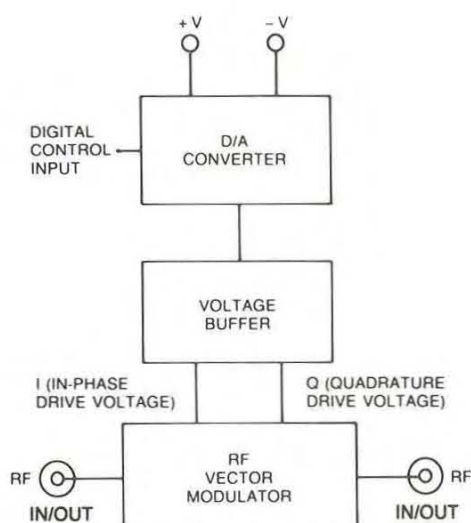 + V
– V
DIGITAL
CONTROL
INPUT
D/A
CONVERTER
VOLTAGE
BUFFER
I (IN-PHASE
DRIVE VOLTAGE)
Q (QUADRATURE
DRIVE VOLTAGE)
RF
IN/OUT
RF
VECTOR
MODULATOR
RF
IN/OUT